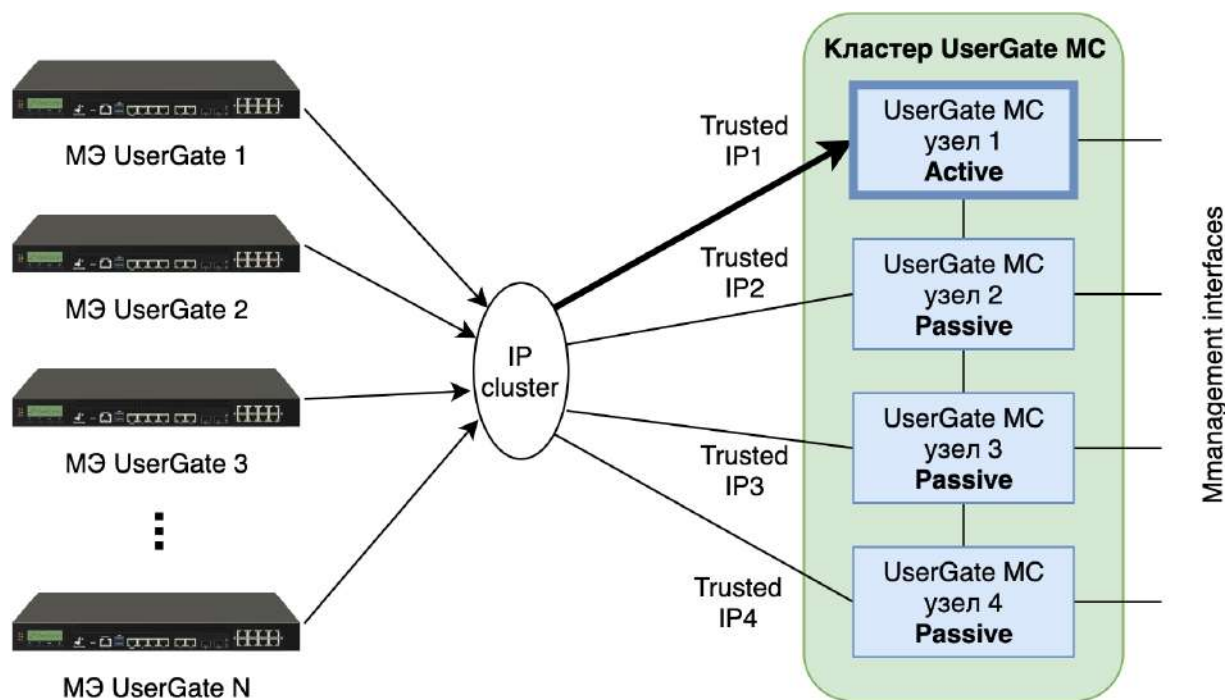 Кластер UserGate MC
UserGate MC
узел 1
Active
UserGate MC
узел 2
Passive
UserGate MC
узел 3
Passive
UserGate MC
узел 4
Passive
Trusted
IP1
Trusted
IP2
Trusted
IP3
Trusted
IP4
IP
cluster
МЭ UserGate 1
МЭ UserGate 2
МЭ UserGate 3
МЭ UserGate N
Mmanagement interfaces